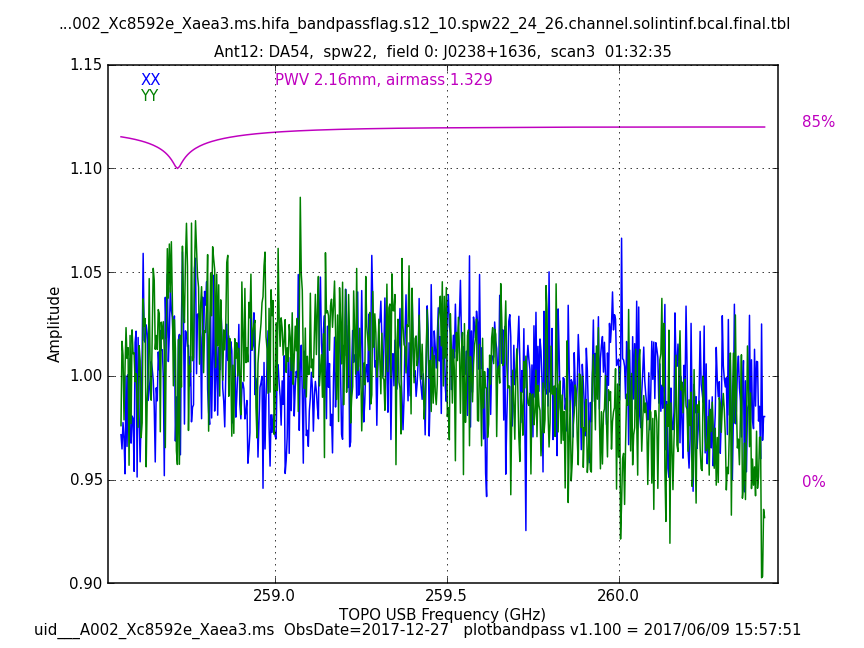 ...002_Xc8592e_Xaea3.ms.hifa_bandpassflag.s12_10.spw22_24_26.channel.solintinf.bcal.final.tbl
Ant12: DA54, spw22, field 0: J0238+1636, scan3 01:32:35
XX
YY
PWV 2.16mm, airmass 1.329
85%
0%
1.15
1.10
1.05
1.00
0.95
0.90
Amplitude
259.0
259.5
260.0
TOPO USB Frequency (GHz)
uid___A002_Xc8592e_Xaea3.ms ObsDate=2017-12-27 plotbandpass v1.100 = 2017/06/09 15:57:51